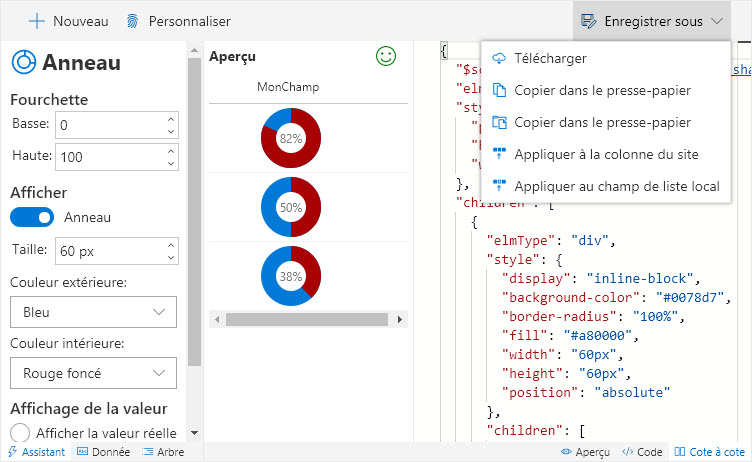 Nouveau
Personnaliser
Enregistrer sous
Anneau
Fourchette
Basse: 0
Haute: 100
Afficher
Anneau
Taille: 60 px
Couleur extérieure:
Bleu
Couleur intérieure:
Rouge foncé
Affichage de la valeur
Afficher la valeur réelle
Aperçu
MonChamp
82%
50%
38%
{
"$sc
"elm
"sty
"p
"w
},
"children": [
{
"elmType": "div",
"style": {
"display": "inline-block",
"background-color": "#0078d7",
"border-radius": "100%",
"fill": "#a80000",
"width": "60px",
"height": "60px",
"position": "absolute"
},
"children": [
Télécharger
Copier dans le presse-papier
Copier dans le presse-papier
Appliquer à la colonne du site
Appliquer au champ de liste local
Assistant
Donnée
Arbre
Aperçu
Code
Cote à cote